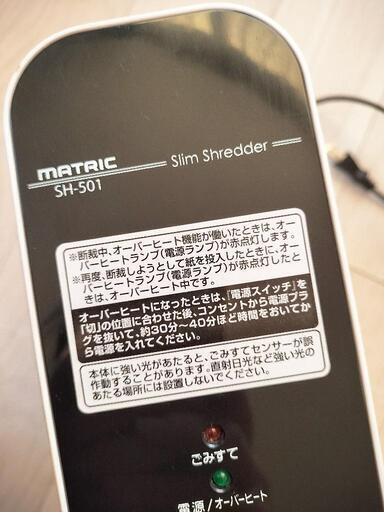 MATRIC
Slim Shredder
SH-501
※断裁中、オーバーヒート機能が働いたときは、オー
バーヒートランプ（電源ランプ）が赤点灯します。
※再度、断裁しようとして紙を投入したときに、オー
バーヒートランプ（電源ランプ）が赤点灯したと
きは、オーバーヒート中です。
オーバーヒートになったときは、『電源スイッチ』を
「切」の位置に合わせた後、コンセントから電源プラ
グを抜いて、約30分～40分ほど時間をおいてか
ら電源を入れてください。
本体に強い光があたると、ごみすてセンサーが誤
作動することがあります。直射日光など強い光の
あたる場所には設置しないでください。
ごみすて
電源/オーバーヒート